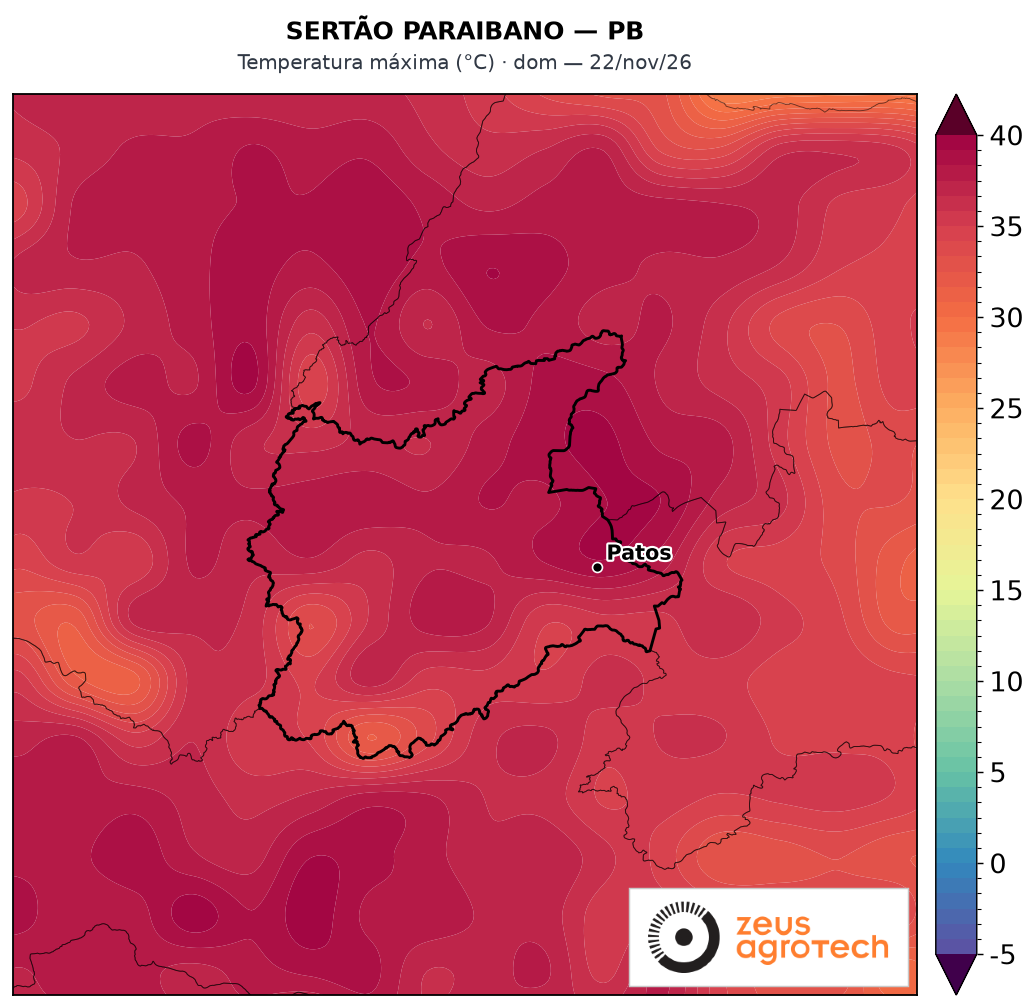 SERTÃO PARAIBANO — PB
Temperatura máxima (°C) · dom — 22/nov/26
40
35
30
25
20
15
10
5
0
-5
Patos
zeus
agrotech